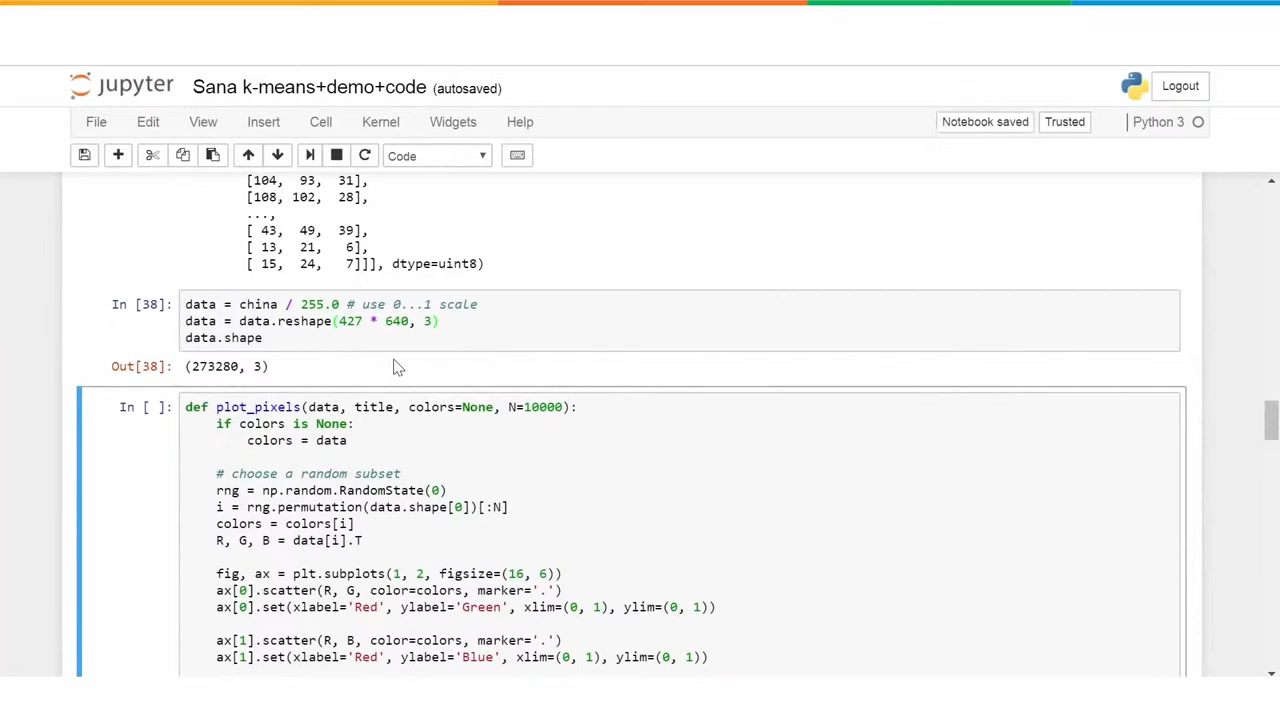 jupyter Sana k-means+demo+code (autosaved) Logout
File Edit View Insert Cell Kernel Widgets Help Notebook saved Trusted Python 3
Code
[104, 93, 31],
[108, 102, 28],
...,
[ 43, 49, 39],
[ 13, 21, 6],
[ 15, 24, 7]]], dtype=uint8)
In [38]: data = china / 255.0 # use 0...1 scale
data = data.reshape(427 * 640, 3)
data.shape
Out[38]: (273280, 3)
In [ ]: def plot_pixels(data, title, colors=None, N=10000):
if colors is None:
colors = data
# choose a random subset
rng = np.random.RandomState(0)
i = rng.permutation(data.shape[0])[:N]
colors = colors[i]
R, G, B = data[i].T
fig, ax = plt.subplots(1, 2, figsize=(16, 6))
ax[0].scatter(R, G, color=colors, marker='.')
ax[0].set(xlabel='Red', ylabel='Green', xlim=(0, 1), ylim=(0, 1))
ax[1].scatter(R, B, color=colors, marker='.')
ax[1].set(xlabel='Red', ylabel='Blue', xlim=(0, 1), ylim=(0, 1))